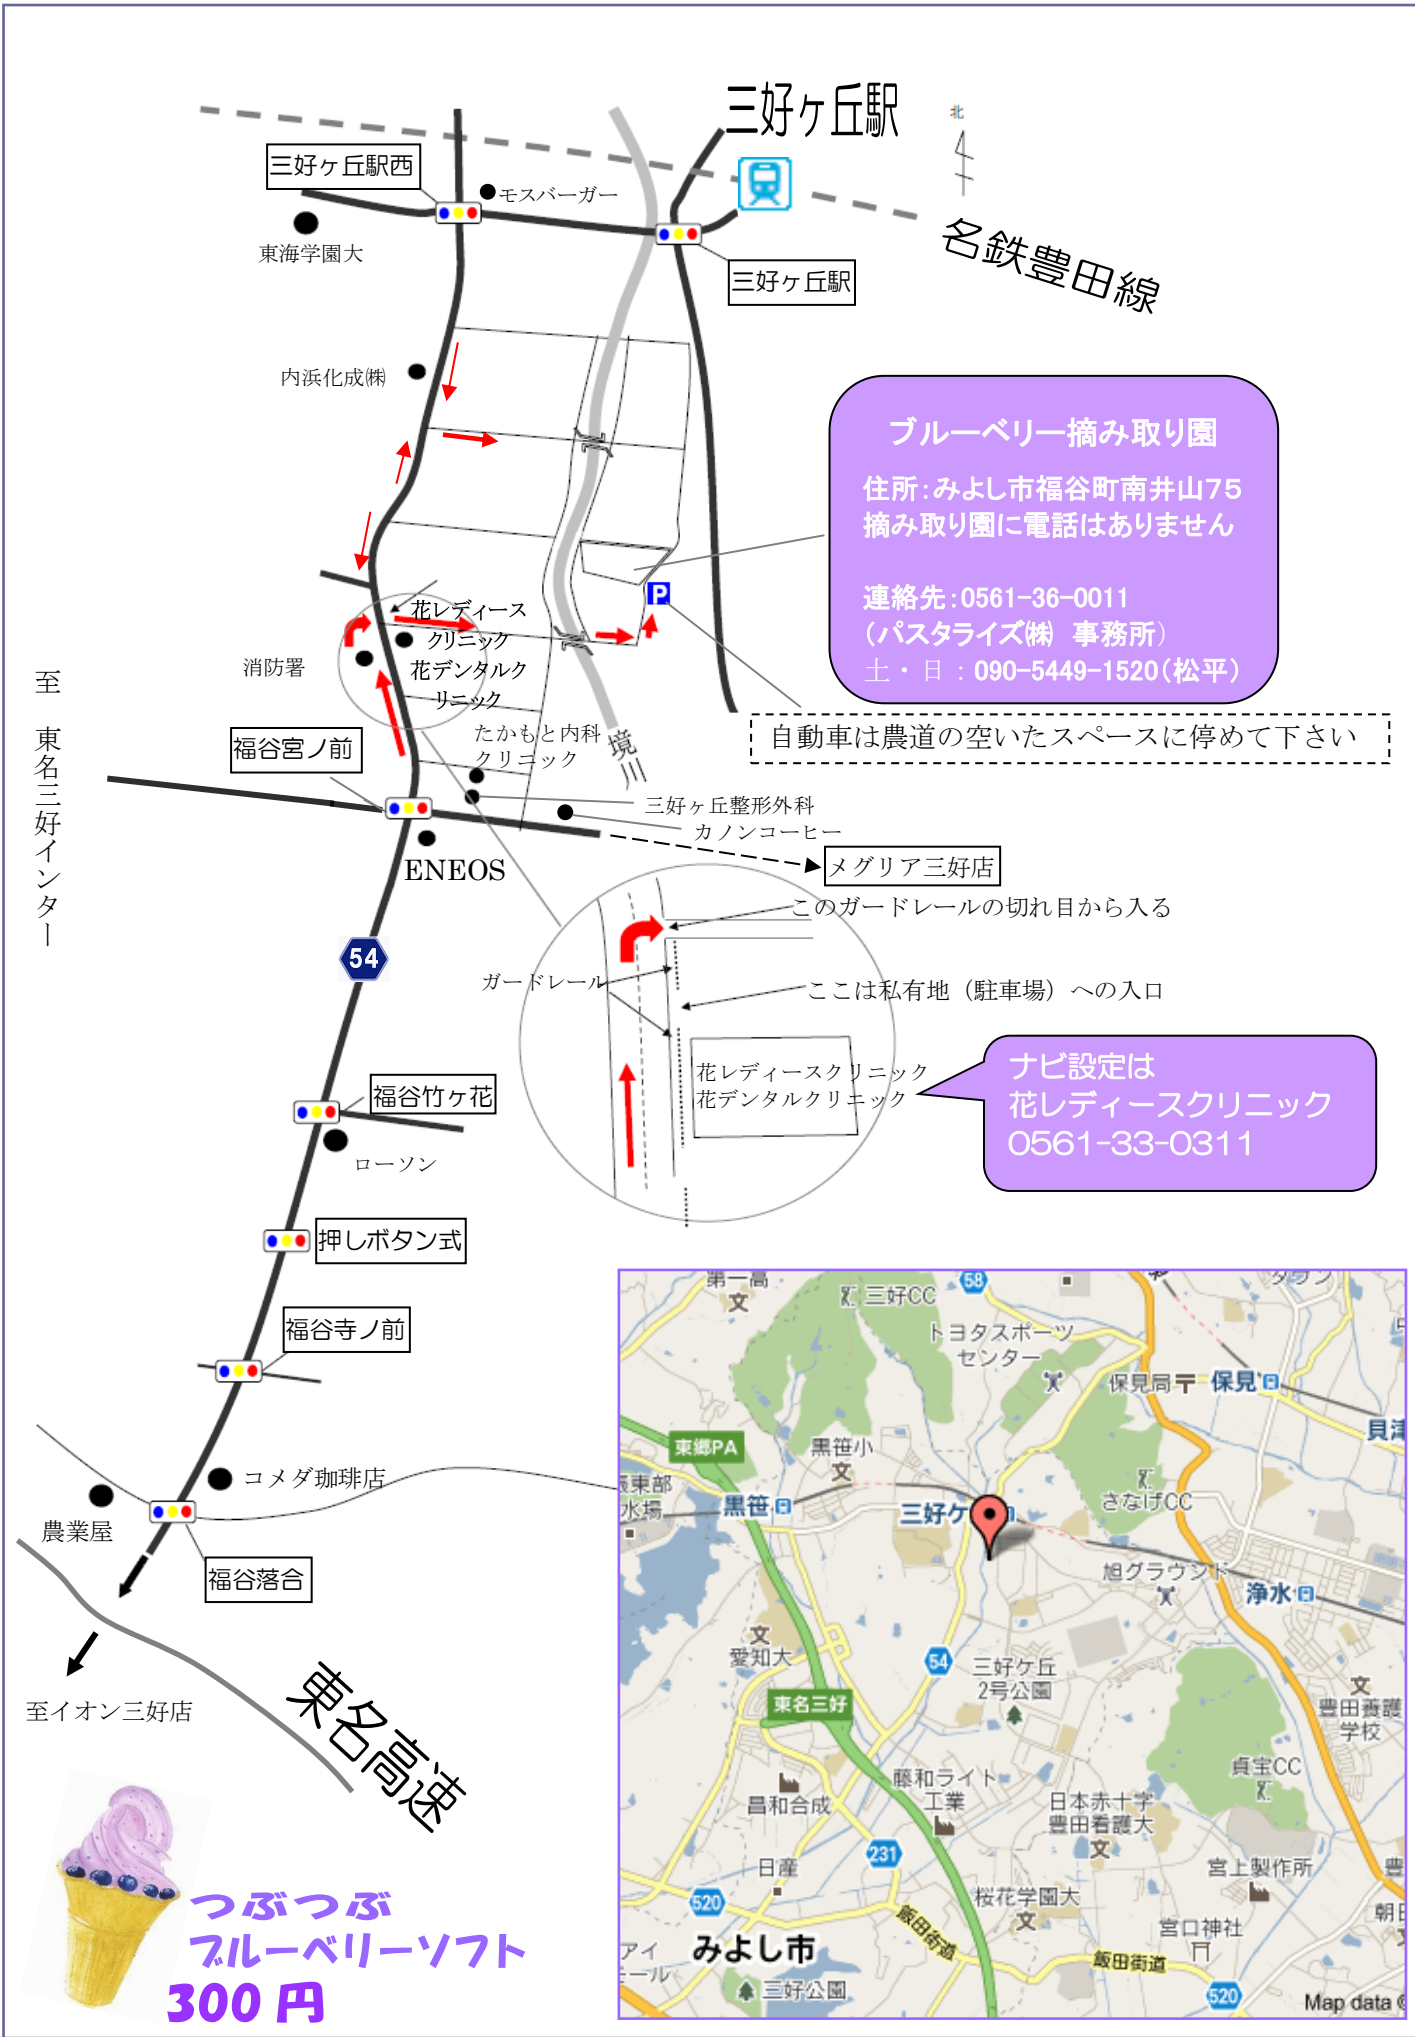 三好ヶ丘駅
北
三好ヶ丘駅西
モスバーガー
東海学園大
名鉄豊田線
三好ヶ丘駅
内浜化成㈱
ブルーベリー摘み取り園
住所：みよし市福谷町南井山75
摘み取り園に電話はありません
連絡先：0561-36-0011
（パスタライズ㈱ 事務所）
土・日：090-5449-1520（松平）
P
花レディース
クリニック
花デンタルク
リニック
消防署
至 東名三好インター
たかもと内科
クリニック
境川
自動車は農道の空いたスペースに停めて下さい
福谷宮ノ前
三好ヶ丘整形外科
カノンコーヒー
ENEOS
メグリア三好店
このガードレールの切れ目から入る
54
ガードレール
ここは私有地（駐車場）への入口
花レディースクリニック
花デンタルクリニック
ナビ設定は
花レディースクリニック
0561-33-0311
福谷竹ヶ花
ローソン
押しボタン式
福谷寺ノ前
コメダ珈琲店
農業屋
福谷落合
至イオン三好店
東名高速
つぶつぶ
ブルーベリーソフト
300 円
第一高
文
三好CC
58
タウン
トヨタスポーツ
センター
保見局
保見
東郷PA
黒笹小
文
さなげCC
東部
水場
黒笹
三好ケ
旭グラウンド
浄水
文
愛知大
54
三好ケ丘
2号公園
東名三好
文
豊田養護
学校
貞宝CC
藤和ライト
工業
昌和合成
日本赤十字
豊田看護大
文
231
日産
宮上製作所
520
桜花学園大
文
飯田街道
宮口神社
みよし市
飯田街道
三好公園
520
Map data